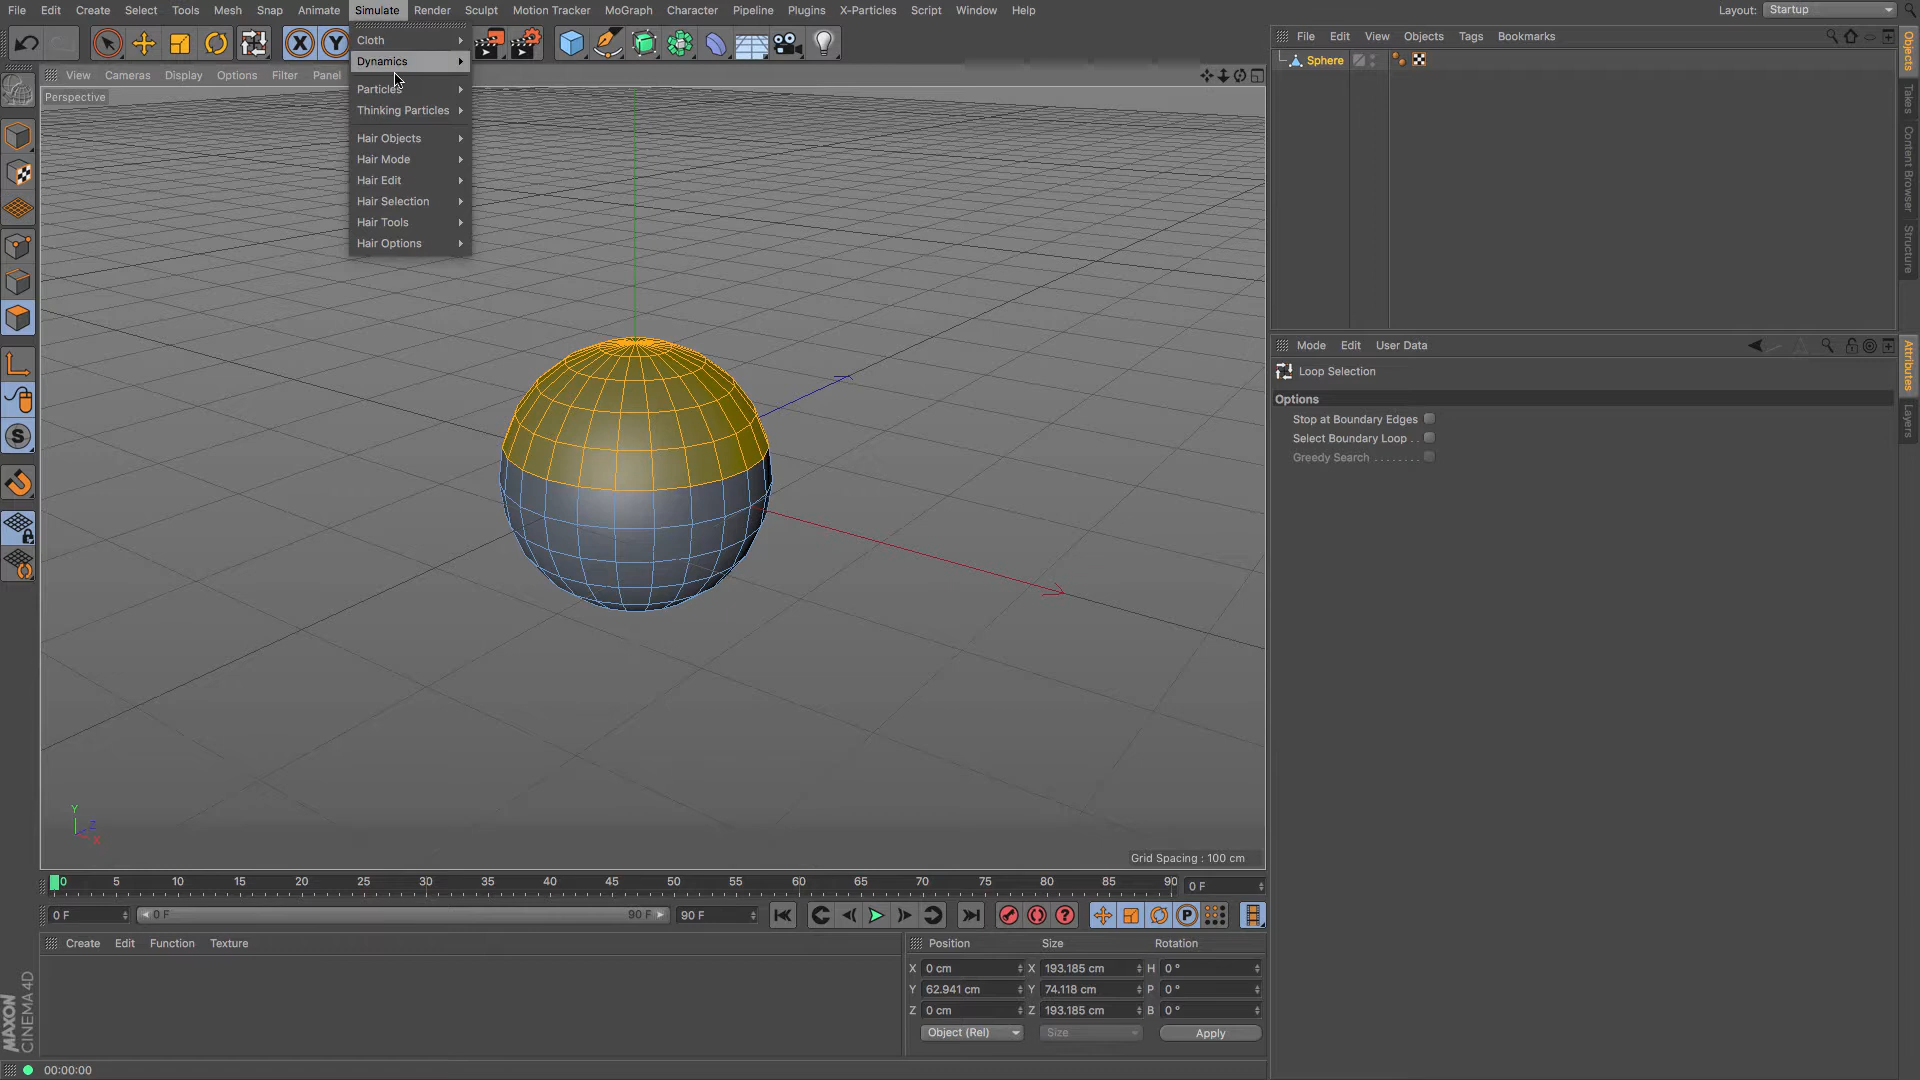 File Edit Create Select Tools Mesh Snap Animate Simulate Render Sculpt Motion Tracker MoGraph Character Pipeline Plugins X-Particles Script Window Help Layout: Startup
X Y
Cloth
Dynamics
Particles
Thinking Particles
Hair Objects
Hair Mode
Hair Edit
Hair Selection
Hair Tools
Hair Options
View Cameras Display Options Filter Panel
Perspective
S
Y
Z
X
Grid Spacing : 100 cm
File Edit View Objects Tags Bookmarks
Sphere
Objects
Takes
Content Browser
Structure
Mode Edit User Data
Loop Selection
Options
Stop at Boundary Edges
Select Boundary Loop . .
Greedy Search . . . . . . . .
Attributes
Layers
0 5 10 15 20 25 30 35 40 45 50 55 60 65 70 75 80 85 90 0 F
0 F 0 F 90 F 90 F ? P
Create Edit Function Texture
Position Size Rotation
X 0 cm X 193.185 cm H 0 °
Y 62.941 cm Y 74.118 cm P 0 °
Z 0 cm Z 193.185 cm B 0 °
Object (Rel) Size Apply
MAXON
CINEMA 4D
00:00:00